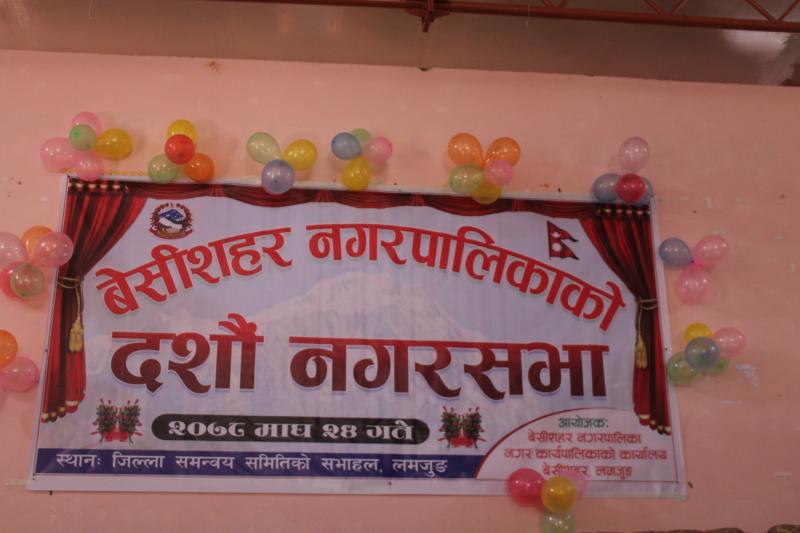 बेसीशहर नगरपालिकाको
दशौं नगरसभा
२०७८ माघ २४ गते
स्थानः जिल्ला समन्वय समितिको सभाहल, लमजुङ
आयोजकः
बेसीशहर नगरपालिका
नगर कार्यपालिकाको कार्यालय
बेसीशहर, लमजुङ